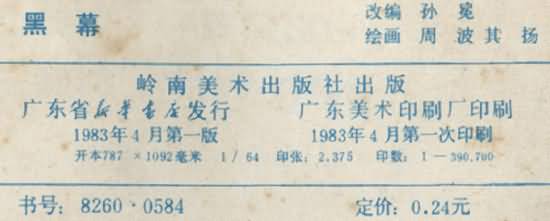 黑幕
改编 孙冕
绘画 周波 其扬
岭南美术出版社出版
广东省新华书店发行 广东美术印刷厂印刷
1983年4月第一版 1983年4月第一次印刷
开本787×1092毫米 1/64 印张：2.375 印数：1—390,700
书号：8260·0584 定价：0.24元